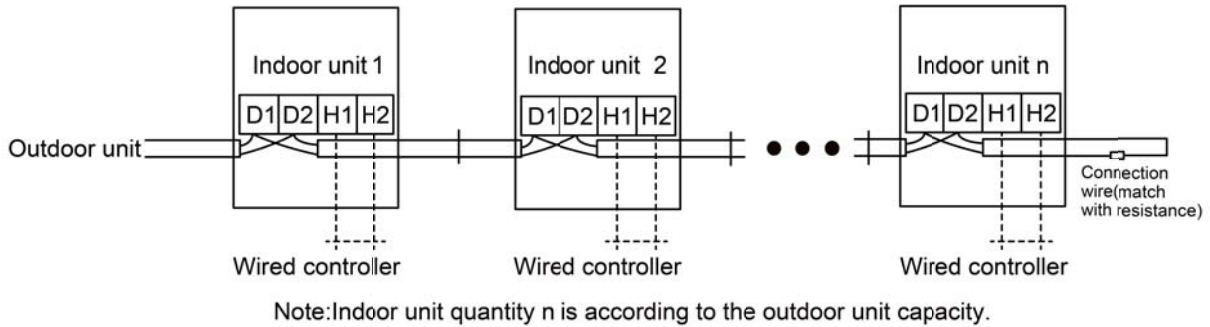 Indoor unit 1
Indoor unit 2
Indoor unit n
D1 D2 H1 H2
D1 D2 H1 H2
D1 D2 H1 H2
Outdoor unit
Connection
wire(match
with resistance)
Wired controller
Wired controller
Wired controller
Note:Indoor unit quantity n is according to the outdoor unit capacity.